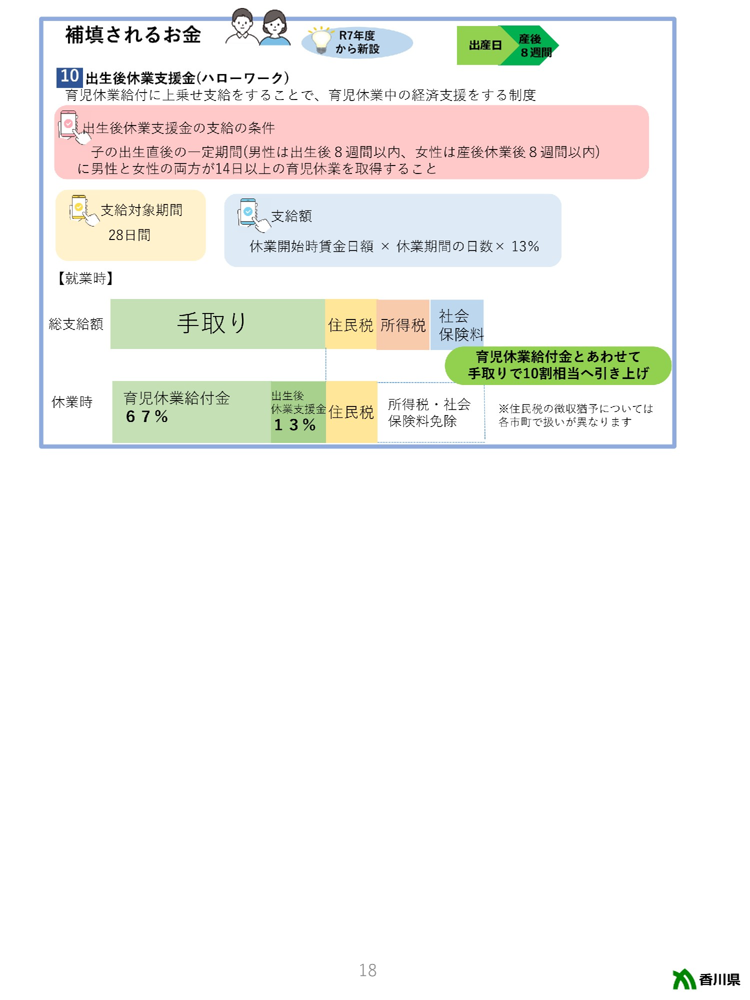 補填されるお金
R7年度
から新設
出産日
産後
８週間
10 出生後休業支援金(ハローワーク)
育児休業給付に上乗せ支給をすることで、育児休業中の経済支援をする制度
出生後休業支援金の支給の条件
子の出生直後の一定期間(男性は出生後８週間以内、女性は産後休業後８週間以内)
に男性と女性の両方が14日以上の育児休業を取得すること
支給対象期間
28日間
支給額
休業開始時賃金日額 × 休業期間の日数× 13%
【就業時】
総支給額
手取り
住民税
所得税
社会
保険料
育児休業給付金とあわせて
手取りで10割相当へ引き上げ
休業時
育児休業給付金
６７%
出生後
休業支援金
１３%
住民税
所得税・社会
保険料免除
※住民税の徴収猶予については
各市町で扱いが異なります
18
香川県